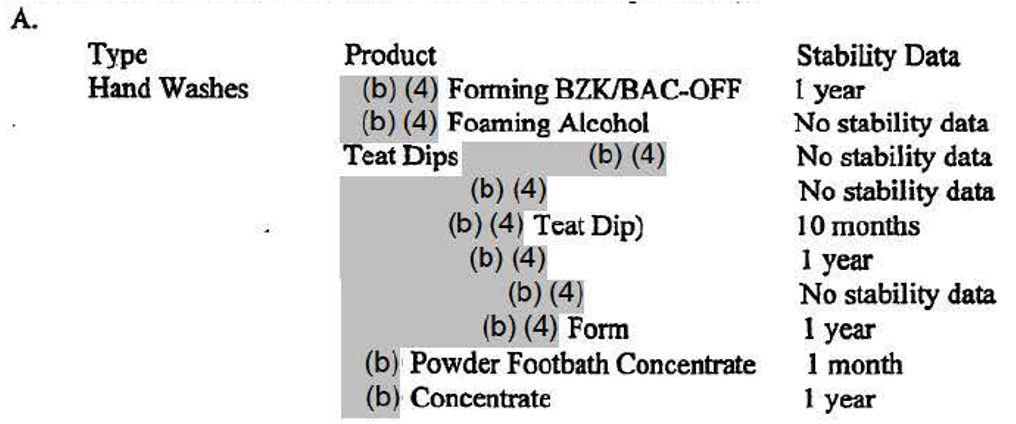 A.
Type Product Stability Data
Hand Washes (b) (4) Forming BZK/BAC-OFF 1 year
(b) (4) Foaming Alcohol No stability data
Teat Dips (b) (4) No stability data
(b) (4) No stability data
(b) (4) Teat Dip) 10 months
(b) (4) 1 year
(b) (4) No stability data
(b) (4) Form 1 year
(b) Powder Footbath Concentrate 1 month
(b) Concentrate 1 year